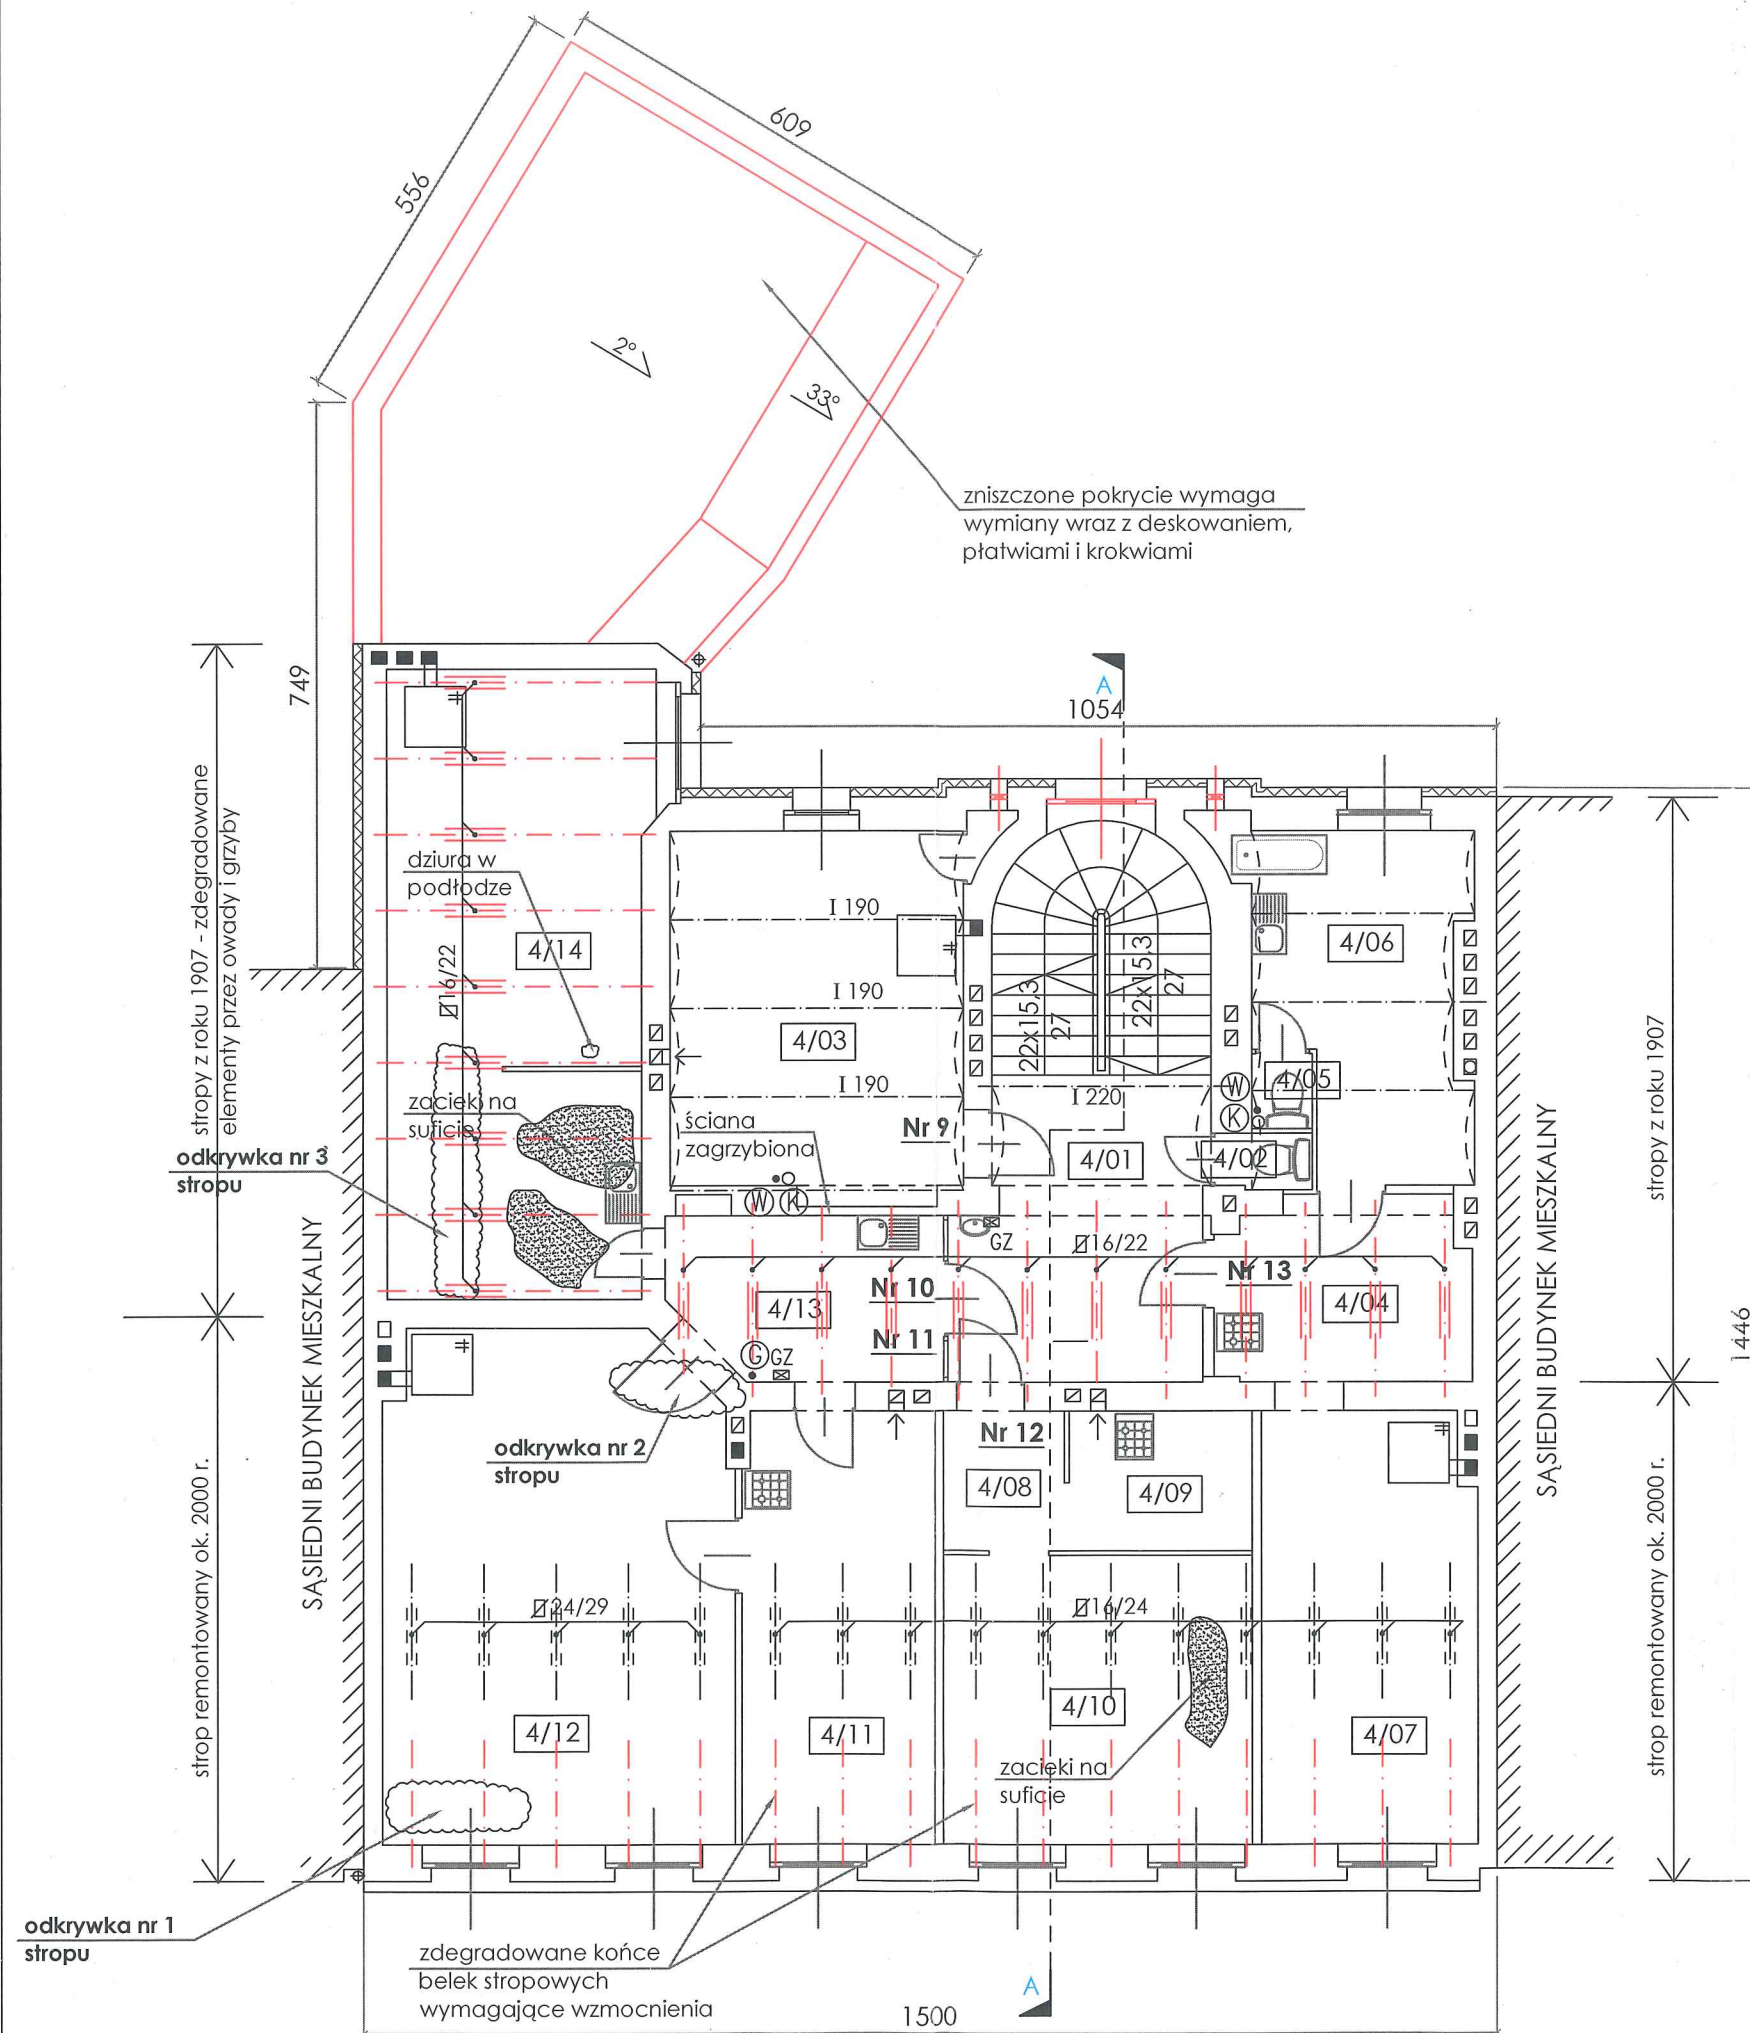 609
556
2°
33°
zniszczone pokrycie wymaga
wymiany wraz z deskowaniem,
płatwiami i krokwiami
749
A
1054
stropy z roku 1907 - zdegradowane
elementy przez owady i grzyby
dziura w
podłodze
4/14
16/22
I 190
I 190
I 190
4/03
22x15,3
27
22x15,3
27
4/06
4/05
W
K
I 220
stropy z roku 1907
SĄSIEDNI BUDYNEK MIESZKALNY
zacieki na
suficie
ściana
zagrzybiona
Nr 9
4/01
4/02
odkrywka nr 3
stropu
W
K
GZ
16/22
Nr 13
Nr 10
4/13
4/04
Nr 11
G
GZ
1446
SĄSIEDNI BUDYNEK MIESZKALNY
odkrywka nr 2
stropu
Nr 12
4/08
4/09
strop remontowany ok. 2000 r.
strop remontowany ok. 2000 r.
24/29
16/24
4/10
4/12
4/11
4/07
zacieki na
suficie
odkrywka nr 1
stropu
zdegradowane końce
belek stropowych
wymagające wzmocnienia
A
1500